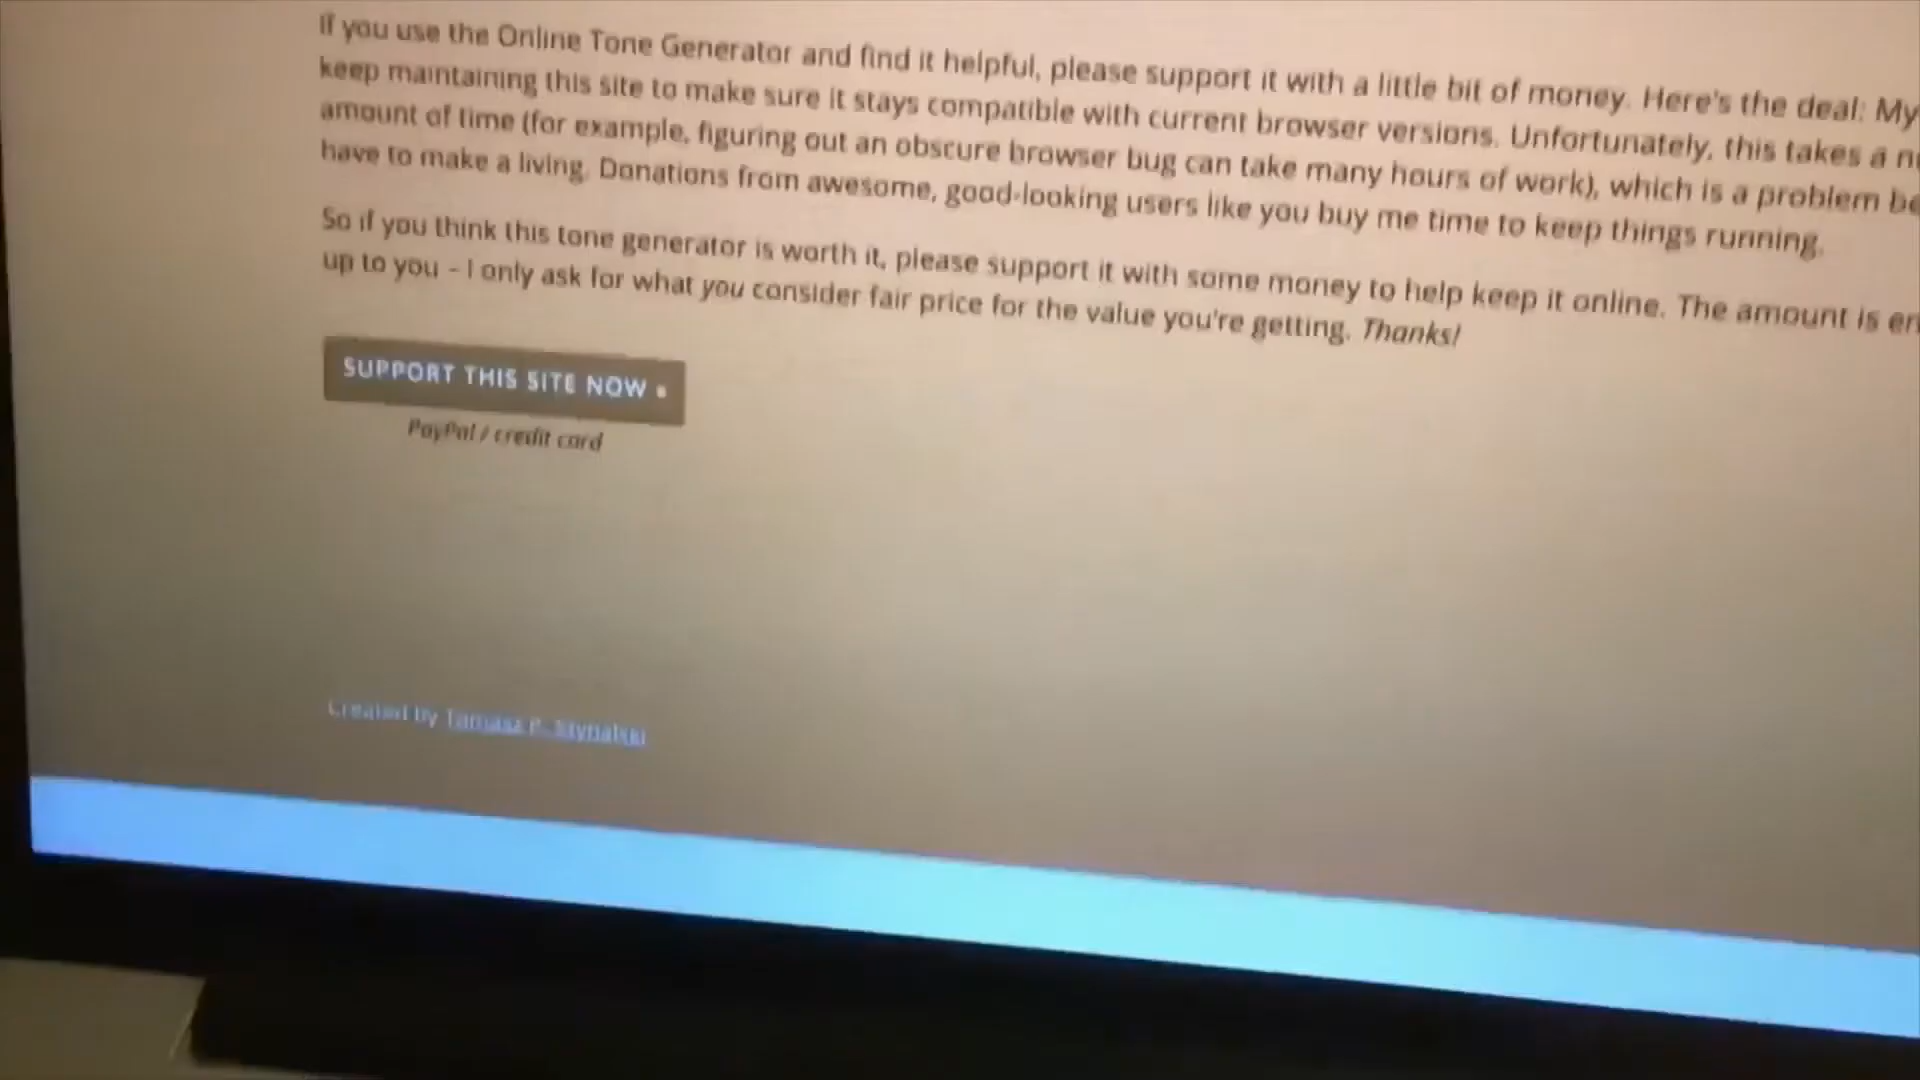 If you use the Online Tone Generator and find it helpful, please support it with a little bit of money. Here's the deal: My
keep maintaining this site to make sure it stays compatible with current browser versions. Unfortunately, this takes a n
amount of time (for example, figuring out an obscure browser bug can take many hours of work), which is a problem be
have to make a living. Donations from awesome, good-looking users like you buy me time to keep things running.
So if you think this tone generator is worth it, please support it with some money to help keep it online. The amount is en
up to you – I only ask for what you consider fair price for the value you're getting. Thanks!
SUPPORT THIS SITE NOW »
PayPal / credit card
Created by Tomasz P. Szynalski